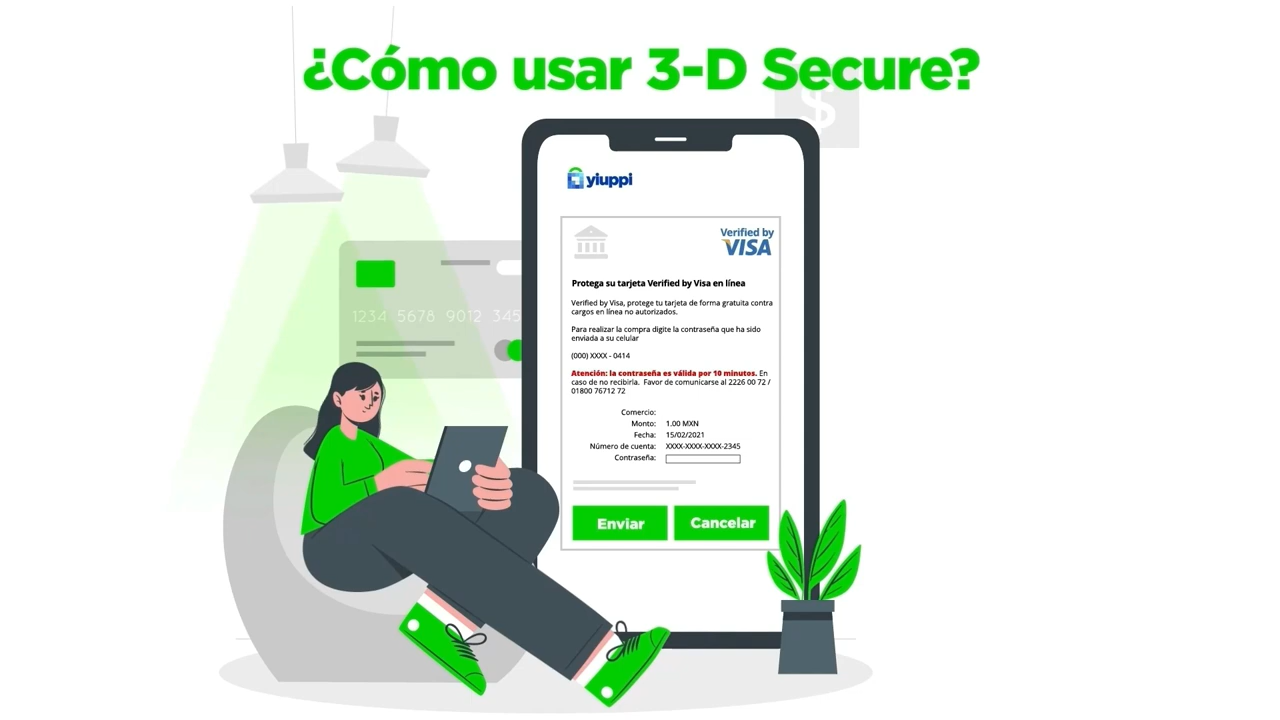 ¿Cómo usar 3-D Secure?
$
yiuppi
Verified by
VISA
Protega su tarjeta Verified by Visa en línea
Verified by Visa, protege tu tarjeta de forma gratuita contra
cargos en línea no autorizados.
Para realizar la compra digite la contraseña que ha sido
enviada a su celular
(000) XXXX - 0414
Atención: la contraseña es válida por 10 minutos. En
caso de no recibirla. Favor de comunicarse al 2226 00 72 /
01800 76712 72
Comercio:
Monto: 1.00 MXN
Fecha: 15/02/2021
Número de cuenta: XXXX-XXXX-XXXX-2345
Contraseña:
Enviar Cancelar
1234 5678 9012 345